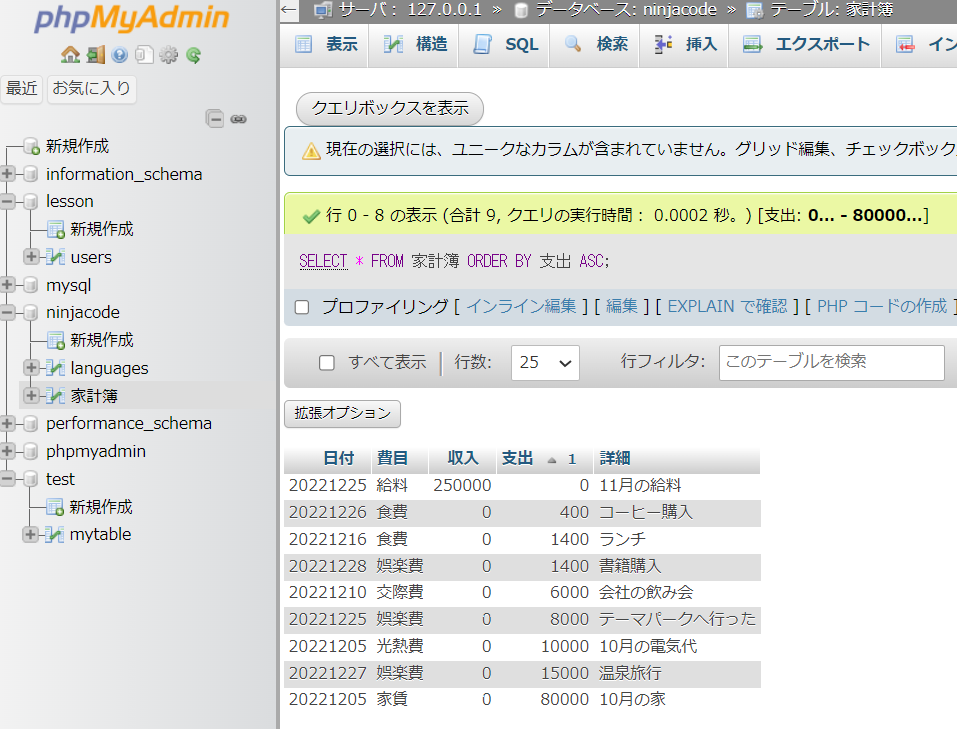 phpMyAdmin
最近 お気に入り
新規作成
information_schema
lesson
新規作成
users
mysql
ninjacode
新規作成
languages
家計簿
performance_schema
phpmyadmin
test
新規作成
mytable
サーバ： 127.0.0.1 » データベース: ninjacode » テーブル: 家計簿
表示 構造 SQL 検索 挿入 エクスポート イン
クエリボックスを表示
現在の選択には、ユニークなカラムが含まれていません。グリッド編集、チェックボック
行 0 - 8 の表示 (合計 9, クエリの実行時間： 0.0002 秒。) [支出: 0... - 80000...]
SELECT * FROM 家計簿 ORDER BY 支出 ASC;
プロファイリング [ インライン編集 ] [ 編集 ] [ EXPLAIN で確認 ] [ PHP コードの作成 ]
すべて表示 行数: 25 行フィルタ: このテーブルを検索
拡張オプション
日付 費目 収入 支出 1 詳細
20221225 給料 250000 0 11月の給料
20221226 食費 0 400 コーヒー購入
20221216 食費 0 1400 ランチ
20221228 娯楽費 0 1400 書籍購入
20221210 交際費 0 6000 会社の飲み会
20221225 娯楽費 0 8000 テーマパークへ行った
20221205 光熱費 0 10000 10月の電気代
20221227 娯楽費 0 15000 温泉旅行
20221205 家賃 0 80000 10月の家